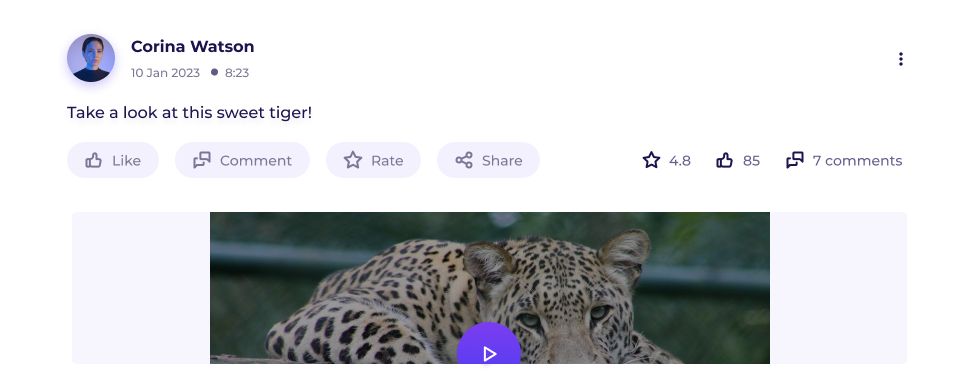 Corina Watson
10 Jan 2023 ● 8:23
Take a look at this sweet tiger!
Like Comment Rate Share 4.8 85 7 comments